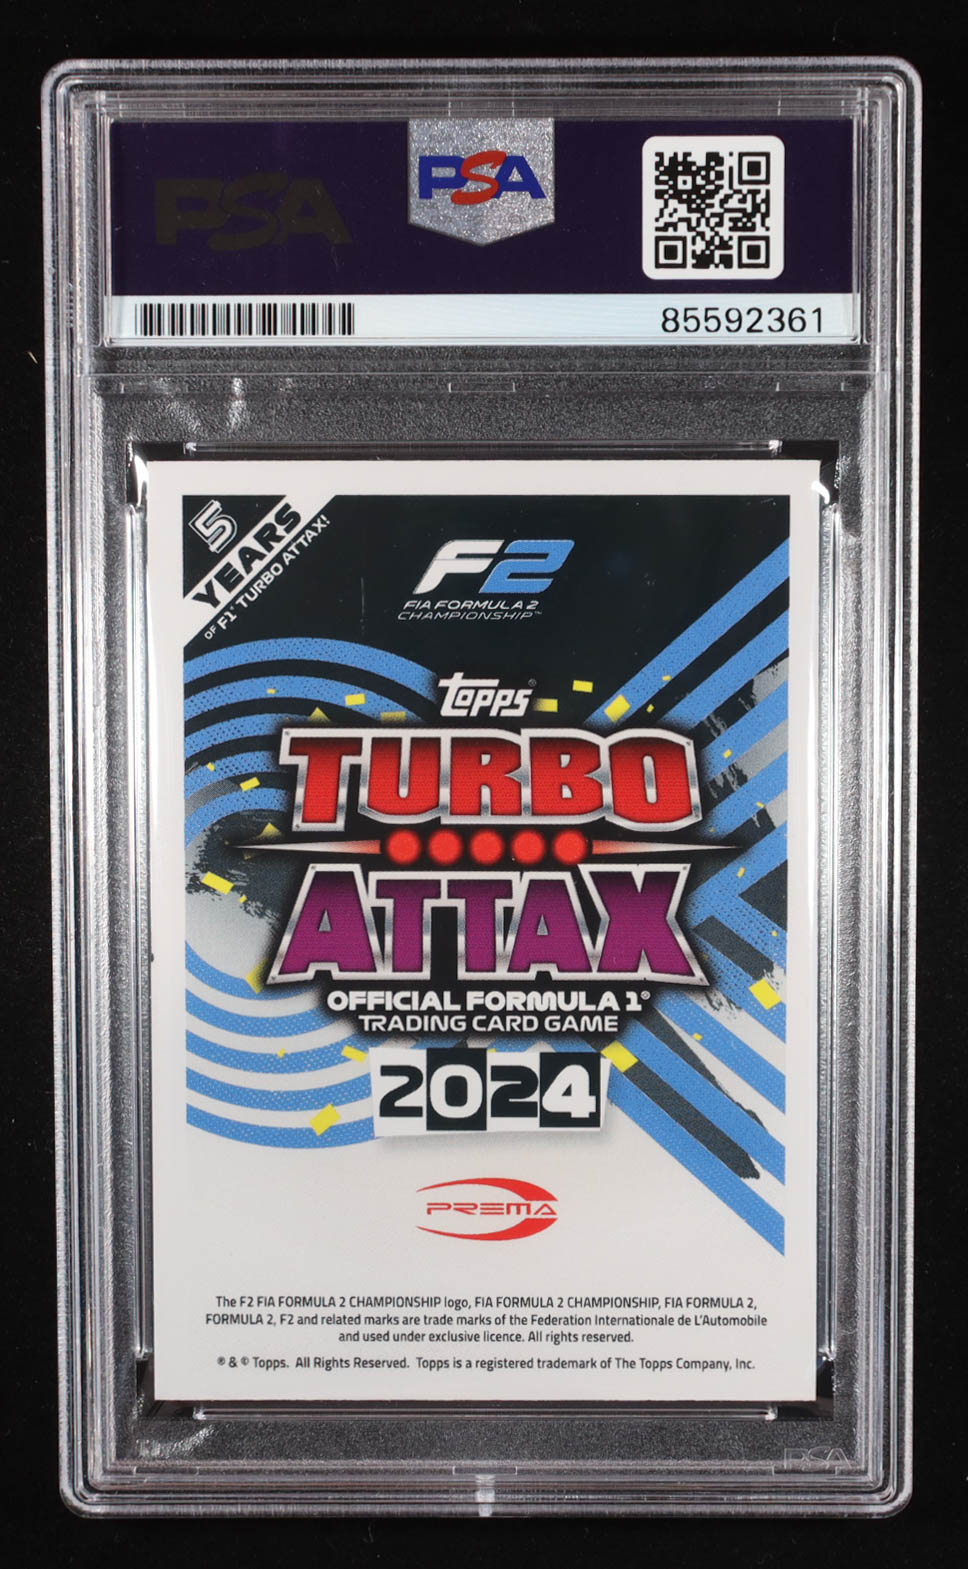 PSA
PSA
85592361
5
YEARS
OF F1® TURBO ATTAX!
F2
FIA FORMULA 2
CHAMPIONSHIP™
Topps®
TURBO
ATTAX
OFFICIAL FORMULA 1®
TRADING CARD GAME
2024
PREMA
The F2 FIA FORMULA 2 CHAMPIONSHIP logo, FIA FORMULA 2 CHAMPIONSHIP, FIA FORMULA 2,
FORMULA 2, F2 and related marks are trade marks of the Federation Internationale de L'Automobile
and used under exclusive licence. All rights reserved.
® & © Topps. All Rights Reserved. Topps is a registered trademark of The Topps Company, Inc.
PSA